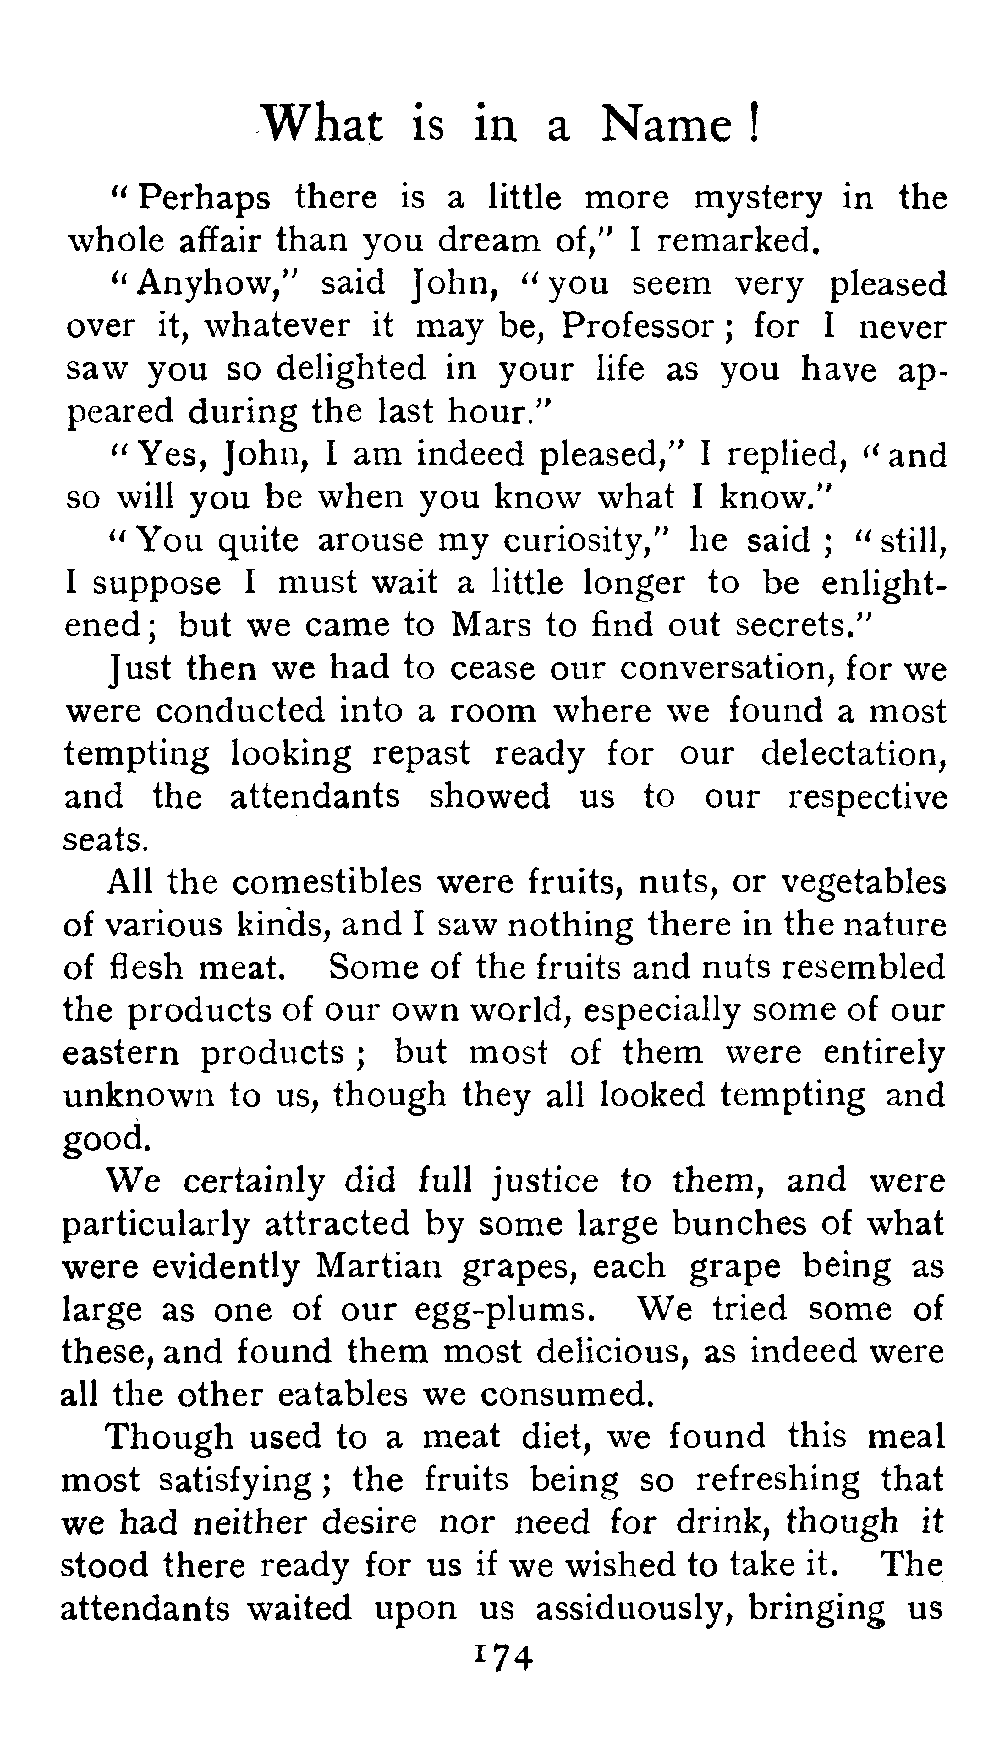 What is in a Name !
" Perhaps there is a little more mystery in the
whole affair than you dream of," I remarked.
" Anyhow," said John, " you seem very pleased
over it, whatever it may be, Professor ; for I never
saw you so delighted in your life as you have ap-
peared during the last hour."
" Yes, John, I am indeed pleased," I replied, " and
so will you be when you know what I know."
" You quite arouse my curiosity," he said ; " still,
I suppose I must wait a little longer to be enlight-
ened ; but we came to Mars to find out secrets."
Just then we had to cease our conversation, for we
were conducted into a room where we found a most
tempting looking repast ready for our delectation,
and the attendants showed us to our respective
seats.
All the comestibles were fruits, nuts, or vegetables
of various kinds, and I saw nothing there in the nature
of flesh meat. Some of the fruits and nuts resembled
the products of our own world, especially some of our
eastern products ; but most of them were entirely
unknown to us, though they all looked tempting and
good.
We certainly did full justice to them, and were
particularly attracted by some large bunches of what
were evidently Martian grapes, each grape being as
large as one of our egg-plums. We tried some of
these, and found them most delicious, as indeed were
all the other eatables we consumed.
Though used to a meat diet, we found this meal
most satisfying ; the fruits being so refreshing that
we had neither desire nor need for drink, though it
stood there ready for us if we wished to take it. The
attendants waited upon us assiduously, bringing us
174